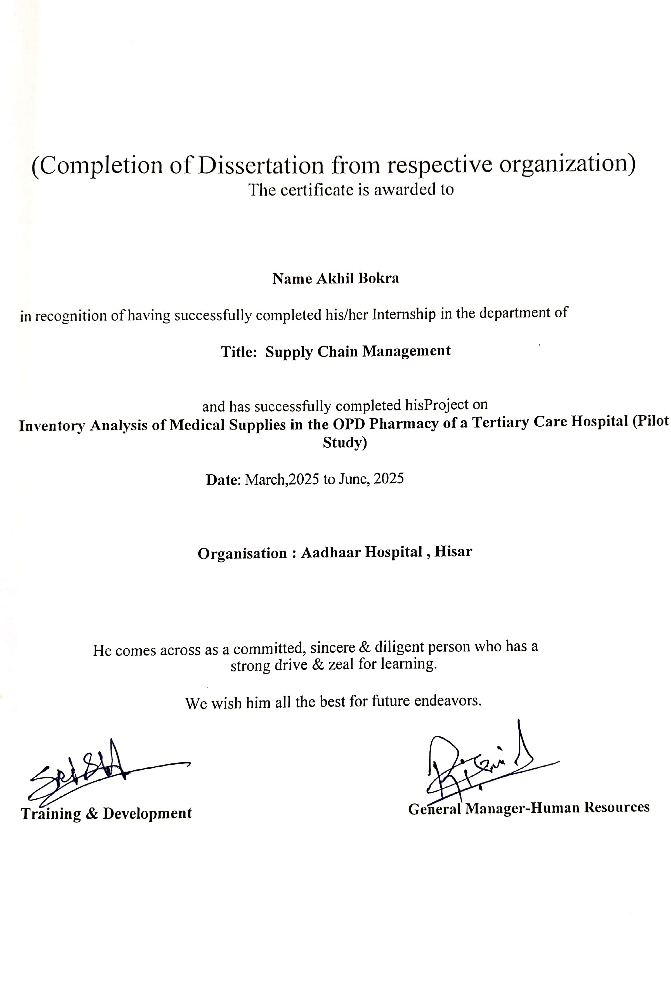 (Completion of Dissertation from respective organization)
The certificate is awarded to
Name Akhil Bokra
in recognition of having successfully completed his/her Internship in the department of
Title: Supply Chain Management
and has successfully completed hisProject on
Inventory Analysis of Medical Supplies in the OPD Pharmacy of a Tertiary Care Hospital (Pilot
Study)
Date: March,2025 to June, 2025
Organisation : Aadhaar Hospital , Hisar
He comes across as a committed, sincere & diligent person who has a
strong drive & zeal for learning.
We wish him all the best for future endeavors.
Training & Development
General Manager-Human Resources